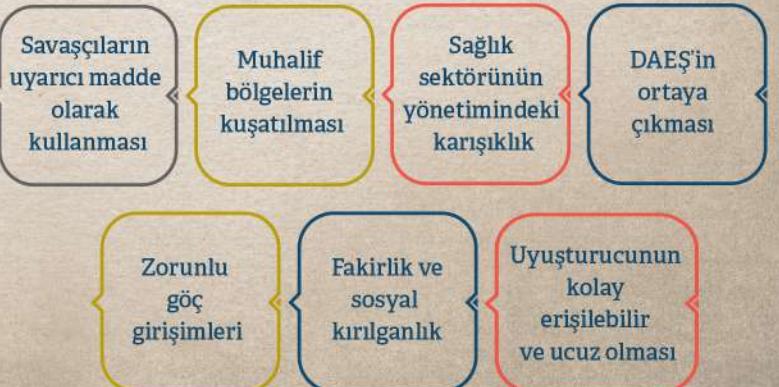 Savaşçıların
uyarıcı madde
olarak
kullanması
Muhalif
bölgelerin
kuşatılması
Sağlık
sektörünün
yönetimindeki
karışıklık
DAEŞ'in
ortaya
çıkması
Zorunlu
göç
girişimleri
Fakirlik ve
sosyal
kırılganlık
Uyuşturucunun
kolay
erişilebilir
ve ucuz olması